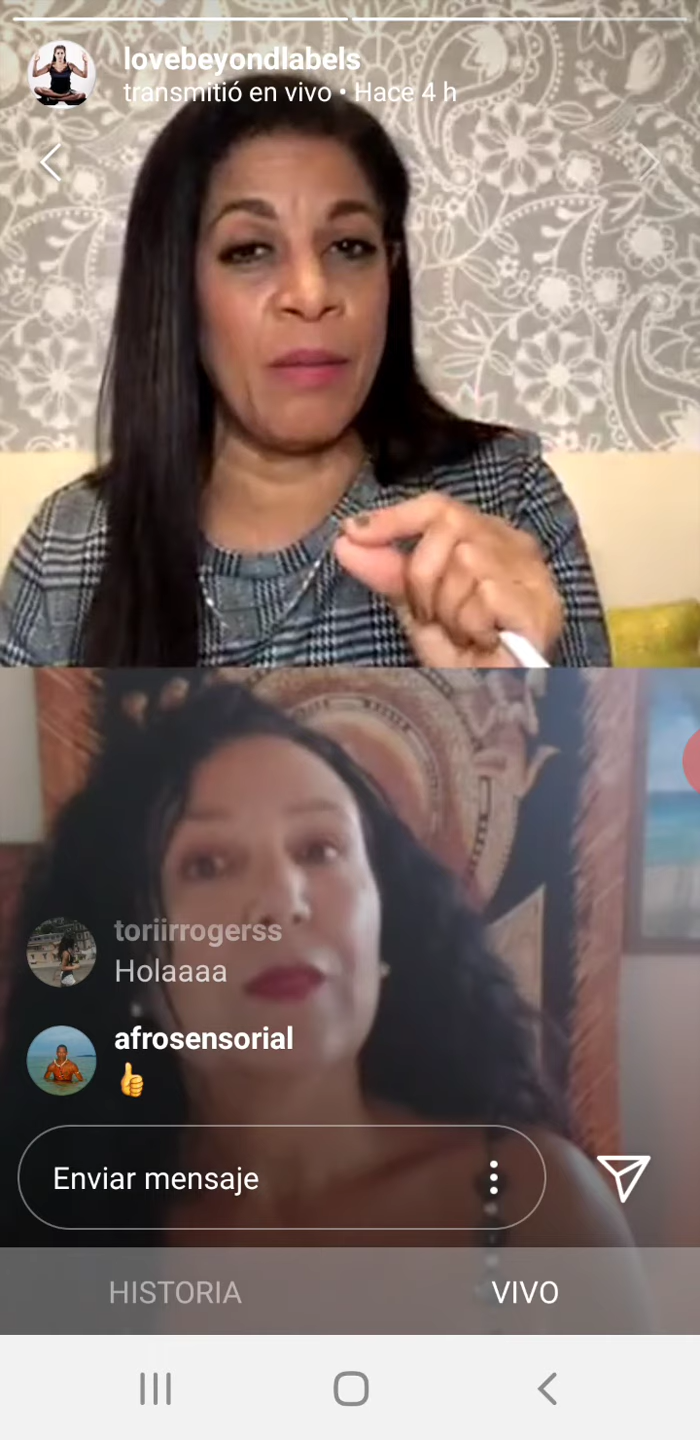 lovebeyondlabels
transmitió en vivo • Hace 4 h
toriirrogerss
Holaaaa
afrosensorial
👍
Enviar mensaje
HISTORIA
VIVO